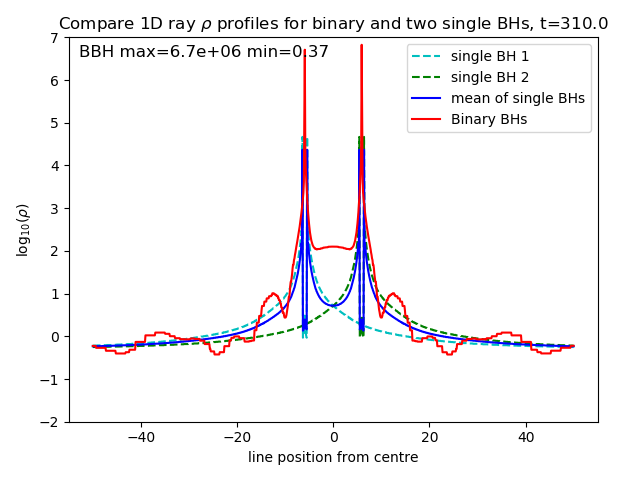 Compare 1D ray ρ profiles for binary and two single BHs, t=310.0
BBH max=6.7e+06 min=0.37
single BH 1
single BH 2
mean of single BHs
Binary BHs
log₁₀(ρ)
7
6
5
4
3
2
1
0
−1
−2
−40 −20 0 20 40
line position from centre